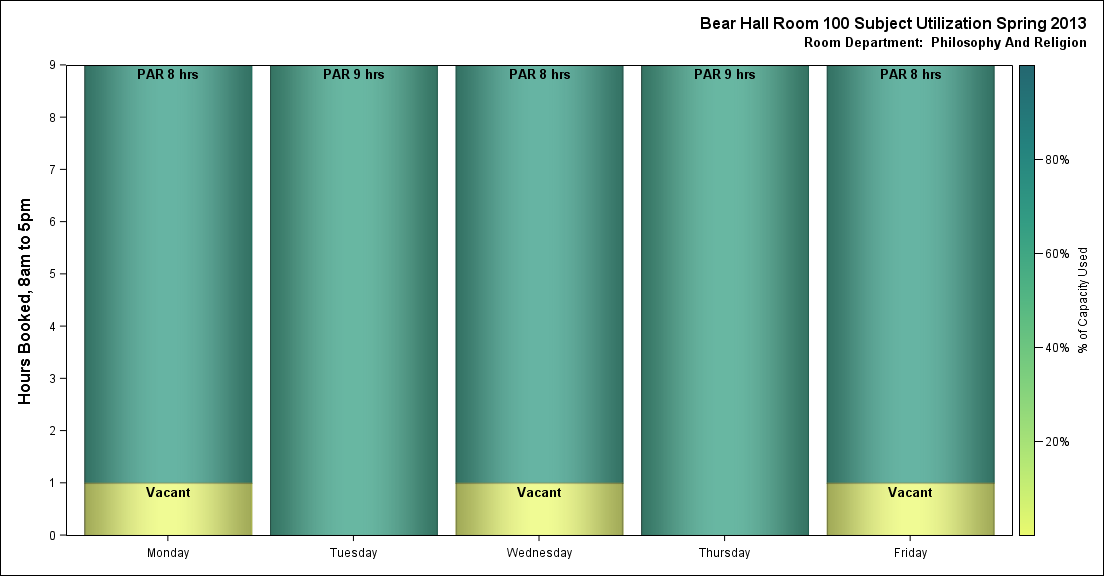 Bear Hall Room 100 Subject Utilization Spring 2013
Room Department:  Philosophy And Religion
Hours Booked, 8am to 5pm
9
8
7
6
5
4
3
2
1
0
PAR 8 hrs
PAR 9 hrs
PAR 8 hrs
PAR 9 hrs
PAR 8 hrs
Vacant
Vacant
Vacant
Monday
Tuesday
Wednesday
Thursday
Friday
80%
60%
40%
20%
% of Capacity Used